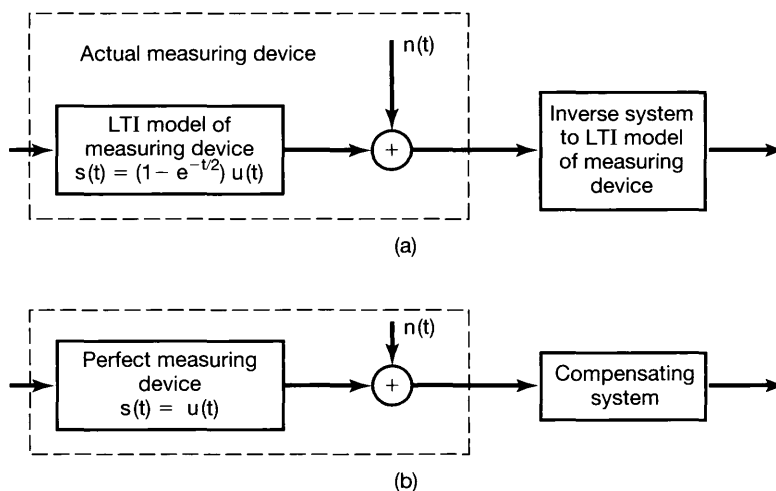 Actual measuring device
n(t)
LTI model of
measuring device
s(t) = (1– e^{–t/2}) u(t)
+
Inverse system
to LTI model
of measuring
device
(a)
n(t)
Perfect measuring
device
s(t) = u(t)
+
Compensating
system
(b)